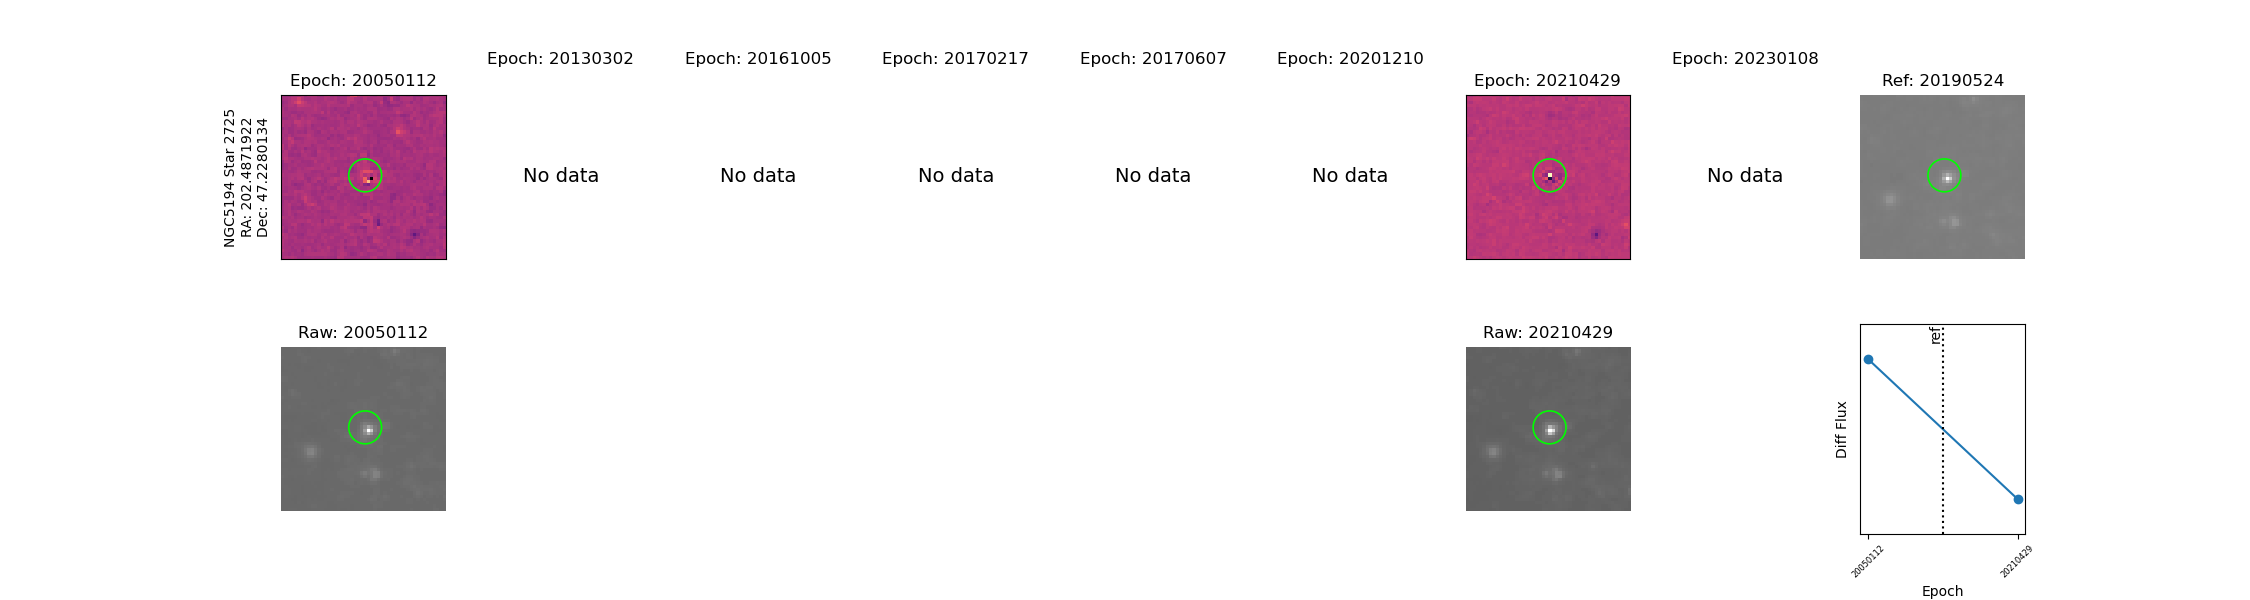 Epoch: 20050112
Epoch: 20130302
Epoch: 20161005
Epoch: 20170217
Epoch: 20170607
Epoch: 20201210
Epoch: 20210429
Epoch: 20230108
Ref: 20190524
NGC5194 Star 2725
RA: 202.4871922
Dec: 47.2280134
No data
No data
No data
No data
No data
No data
Raw: 20050112
Raw: 20210429
ref
Diff Flux
20050112
20210429
Epoch